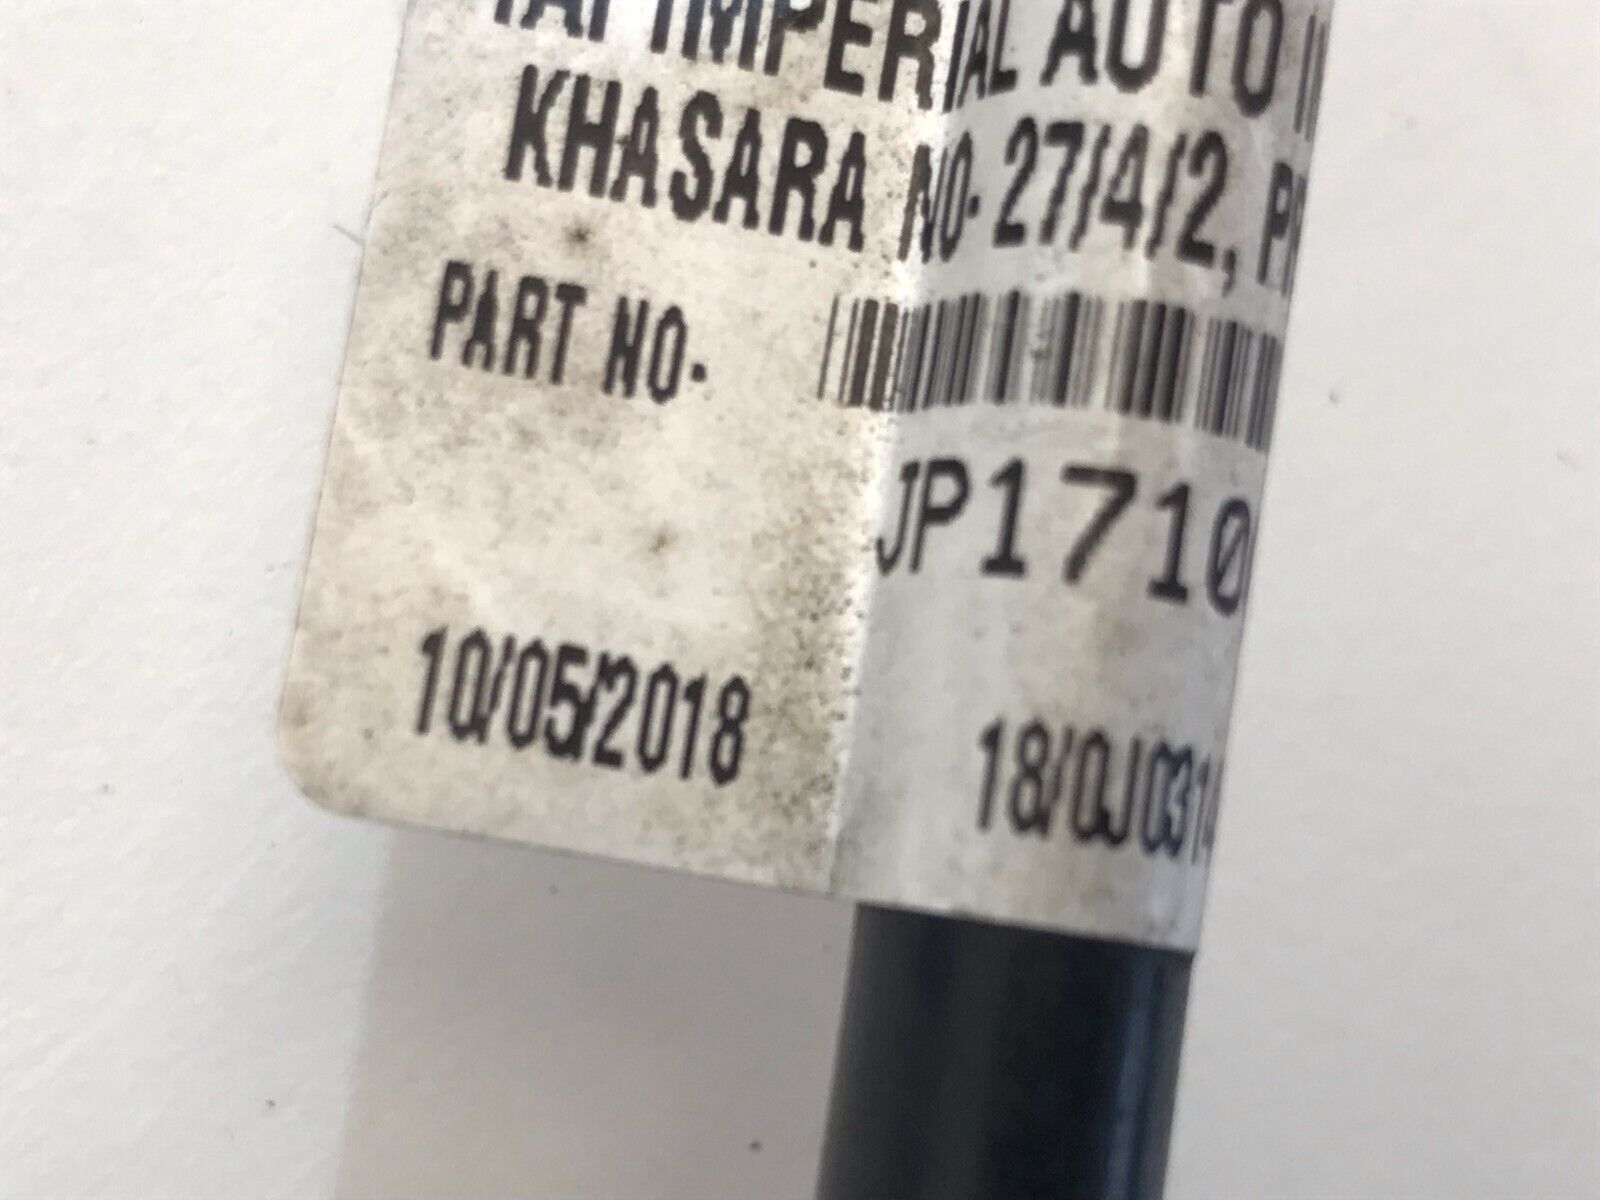 IMPERIAL AUTO
KHASARA NO- 27/4/2,
PART NO-
JP1710
10/05/2018